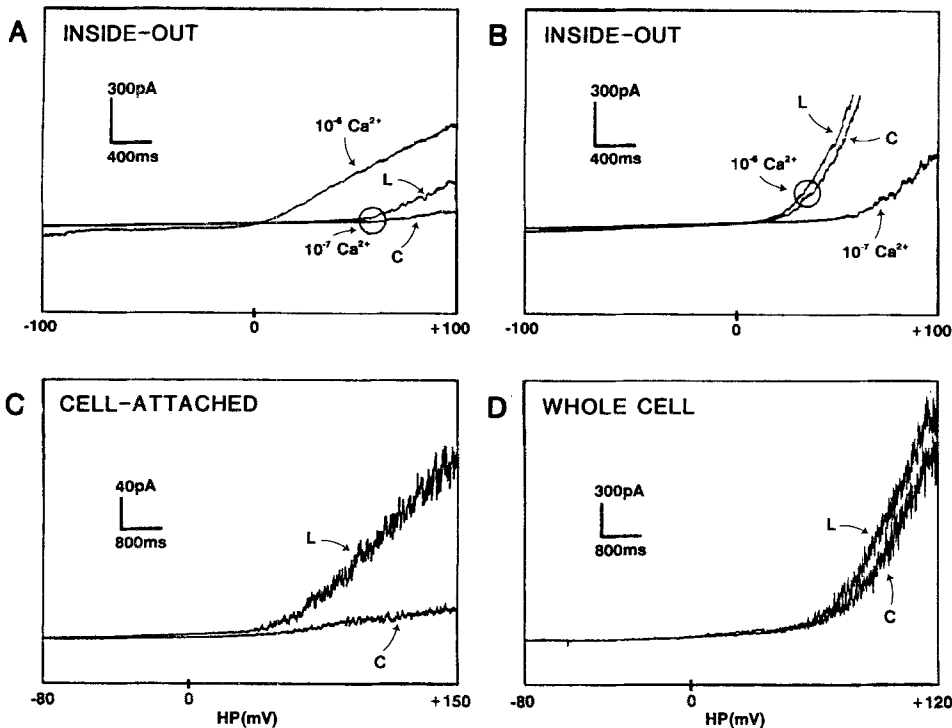 A INSIDE-OUT
300pA
400ms
10⁻⁶ Ca²⁺
L
10⁻⁷ Ca²⁺
C
-100 0 +100
B INSIDE-OUT
300pA
400ms
L
C
10⁻⁶ Ca²⁺
10⁻⁷ Ca²⁺
-100 0 +100
C CELL-ATTACHED
40pA
800ms
L
C
-80 0 +150
HP(mV)
D WHOLE CELL
300pA
800ms
L
C
-80 0 +120
HP(mV)